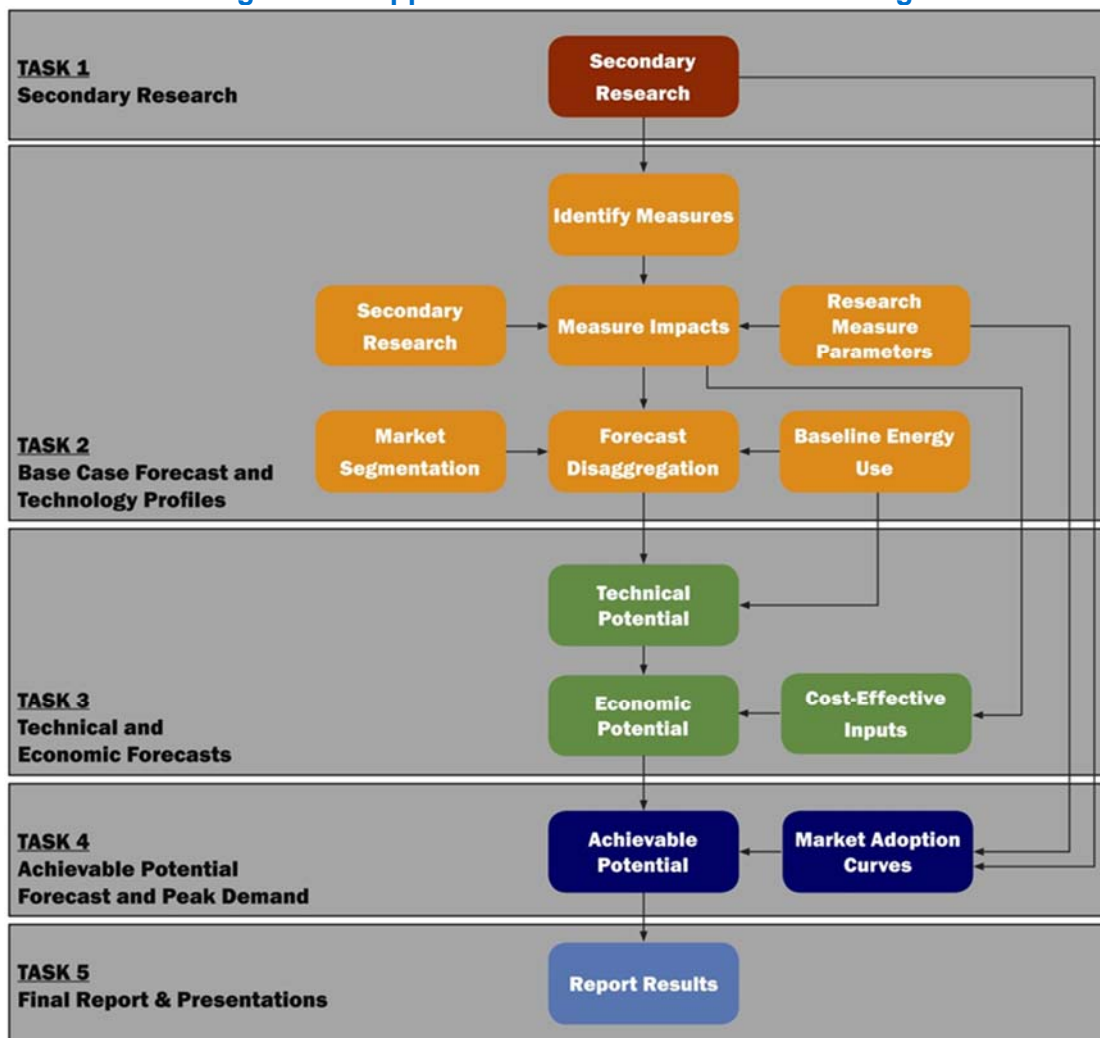 TASK 1
Secondary Research
Secondary
Research
Identify Measures
Secondary
Research
Measure Impacts
Research
Measure
Parameters
Market
Segmentation
Forecast
Disaggregation
Baseline Energy
Use
TASK 2
Base Case Forecast and
Technology Profiles
Technical
Potential
Economic
Potential
Cost-Effective
Inputs
TASK 3
Technical and
Economic Forecasts
Achievable
Potential
Market Adoption
Curves
TASK 4
Achievable Potential
Forecast and Peak Demand
Report Results
TASK 5
Final Report & Presentations